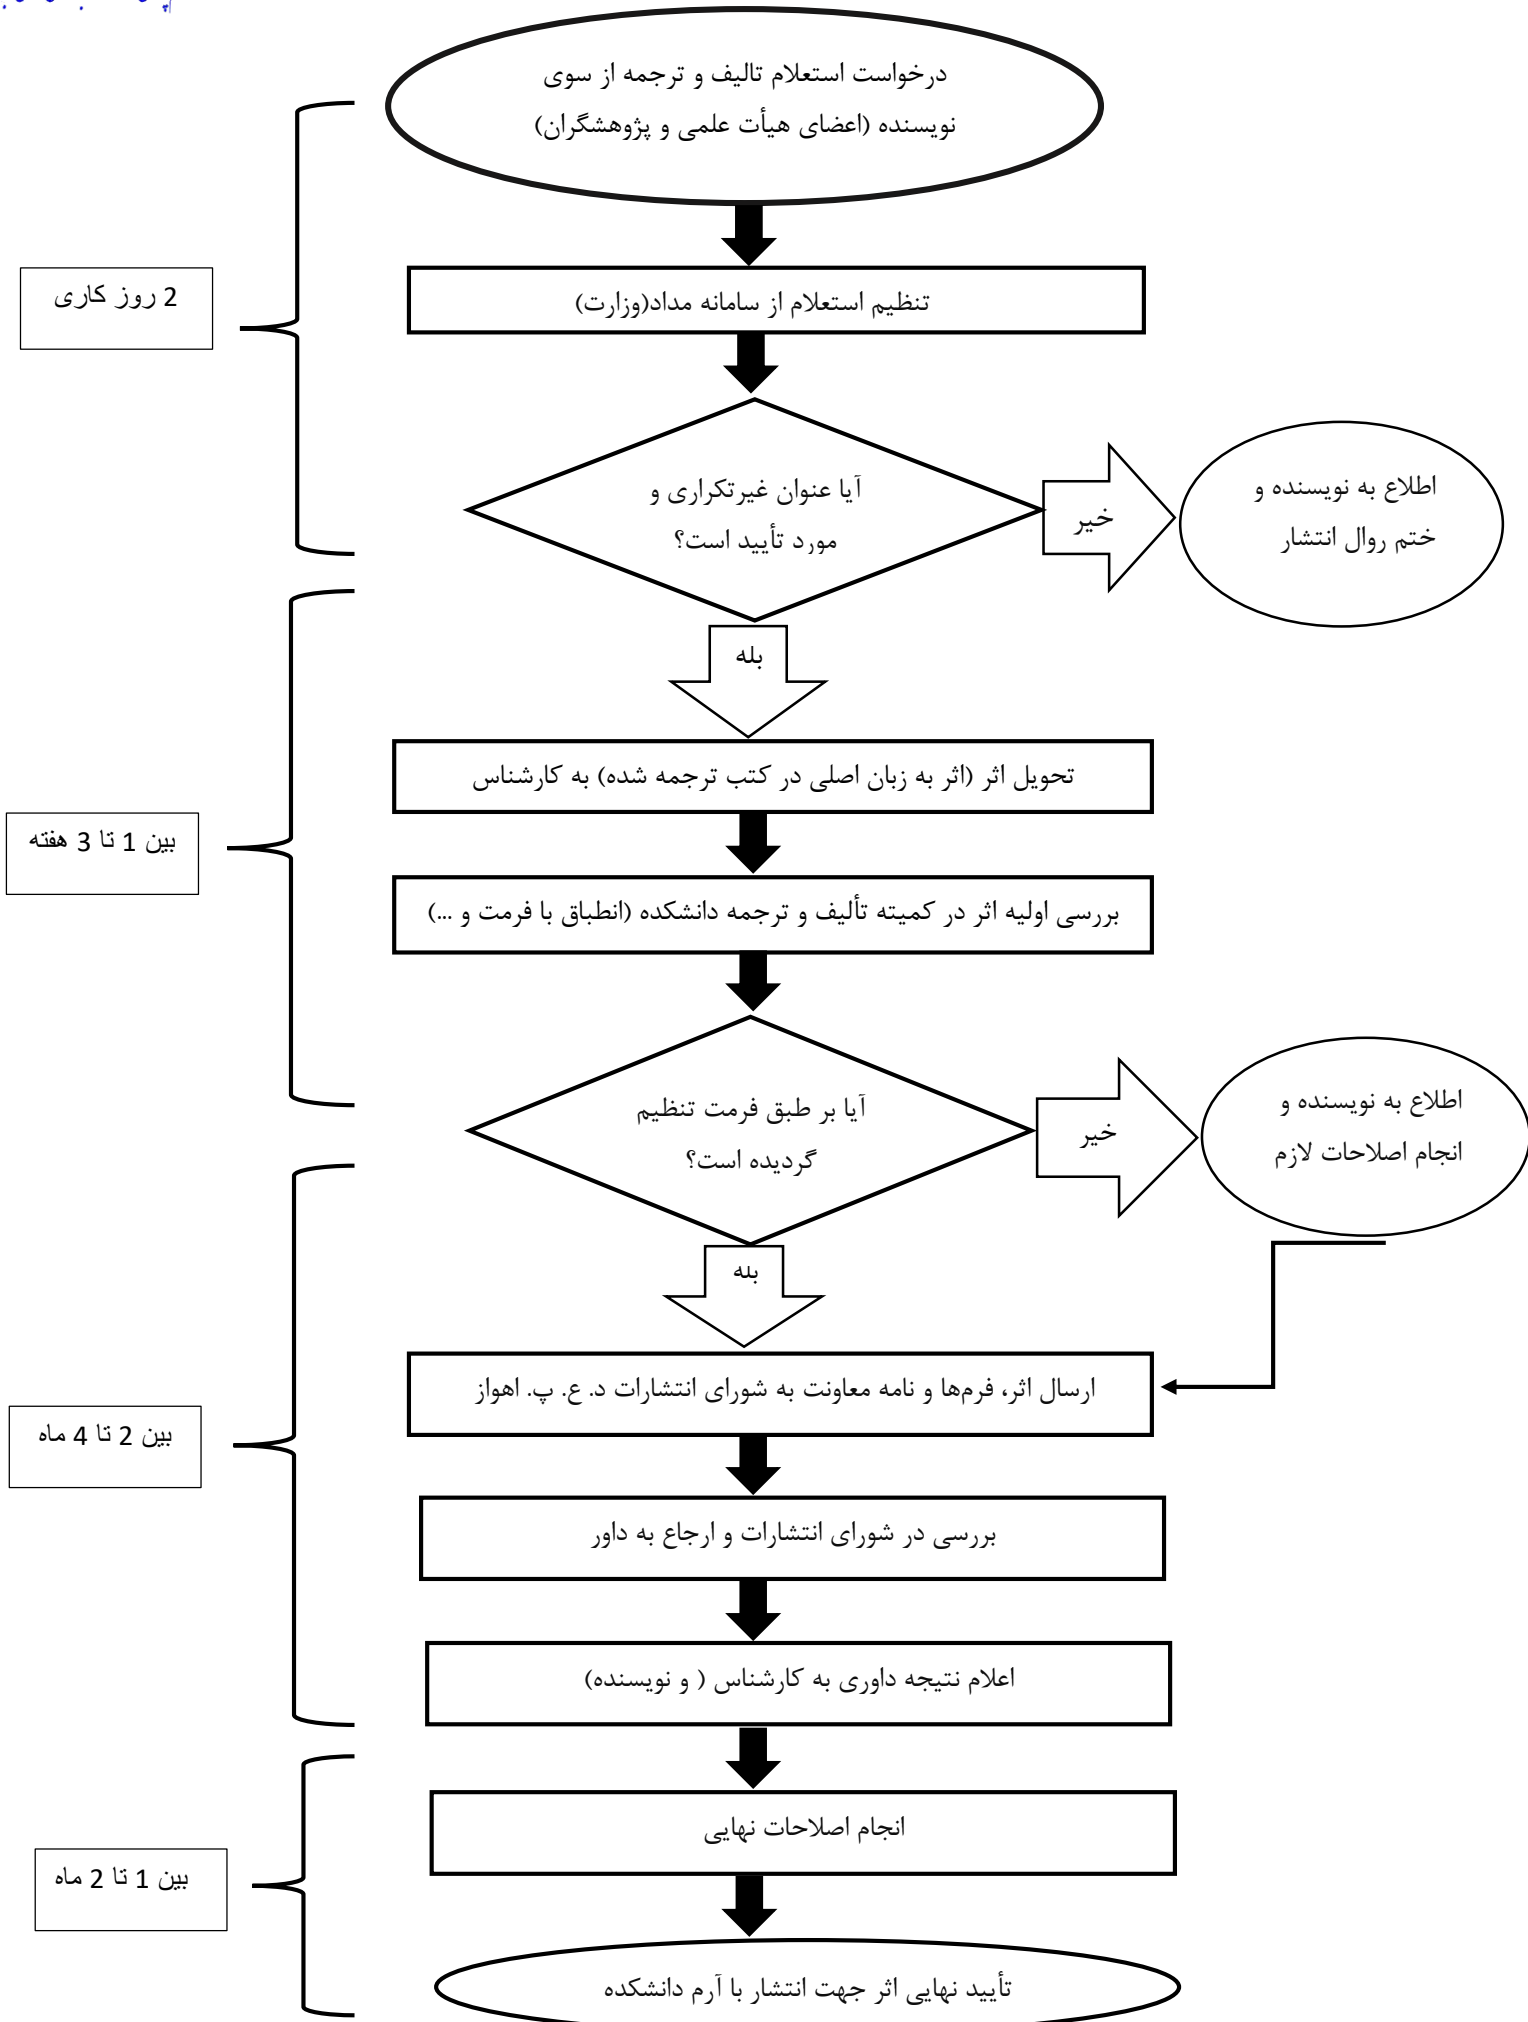 درخواست استعلام تالیف و ترجمه از سوی
نویسنده (اعضای هیأت علمی و پژوهشگران)
2 روز کاری
تنظیم استعلام از سامانه مداد(وزارت)
آیا عنوان غیرتکراری و
مورد تأیید است؟
خیر
اطلاع به نویسنده و
ختم روال انتشار
بله
تحویل اثر (اثر به زبان اصلی در کتب ترجمه شده) به کارشناس
بین 1 تا 3 هفته
بررسی اولیه اثر در کمیته تألیف و ترجمه دانشکده (انطباق با فرمت و ...)
آیا بر طبق فرمت تنظیم
گردیده است؟
خیر
اطلاع به نویسنده و
انجام اصلاحات لازم
بله
ارسال اثر، فرم‌ها و نامه معاونت به شورای انتشارات د. ع. پ. اهواز
بین 2 تا 4 ماه
بررسی در شورای انتشارات و ارجاع به داور
اعلام نتیجه داوری به کارشناس ( و نویسنده)
انجام اصلاحات نهایی
بین 1 تا 2 ماه
تأیید نهایی اثر جهت انتشار با آرم دانشکده